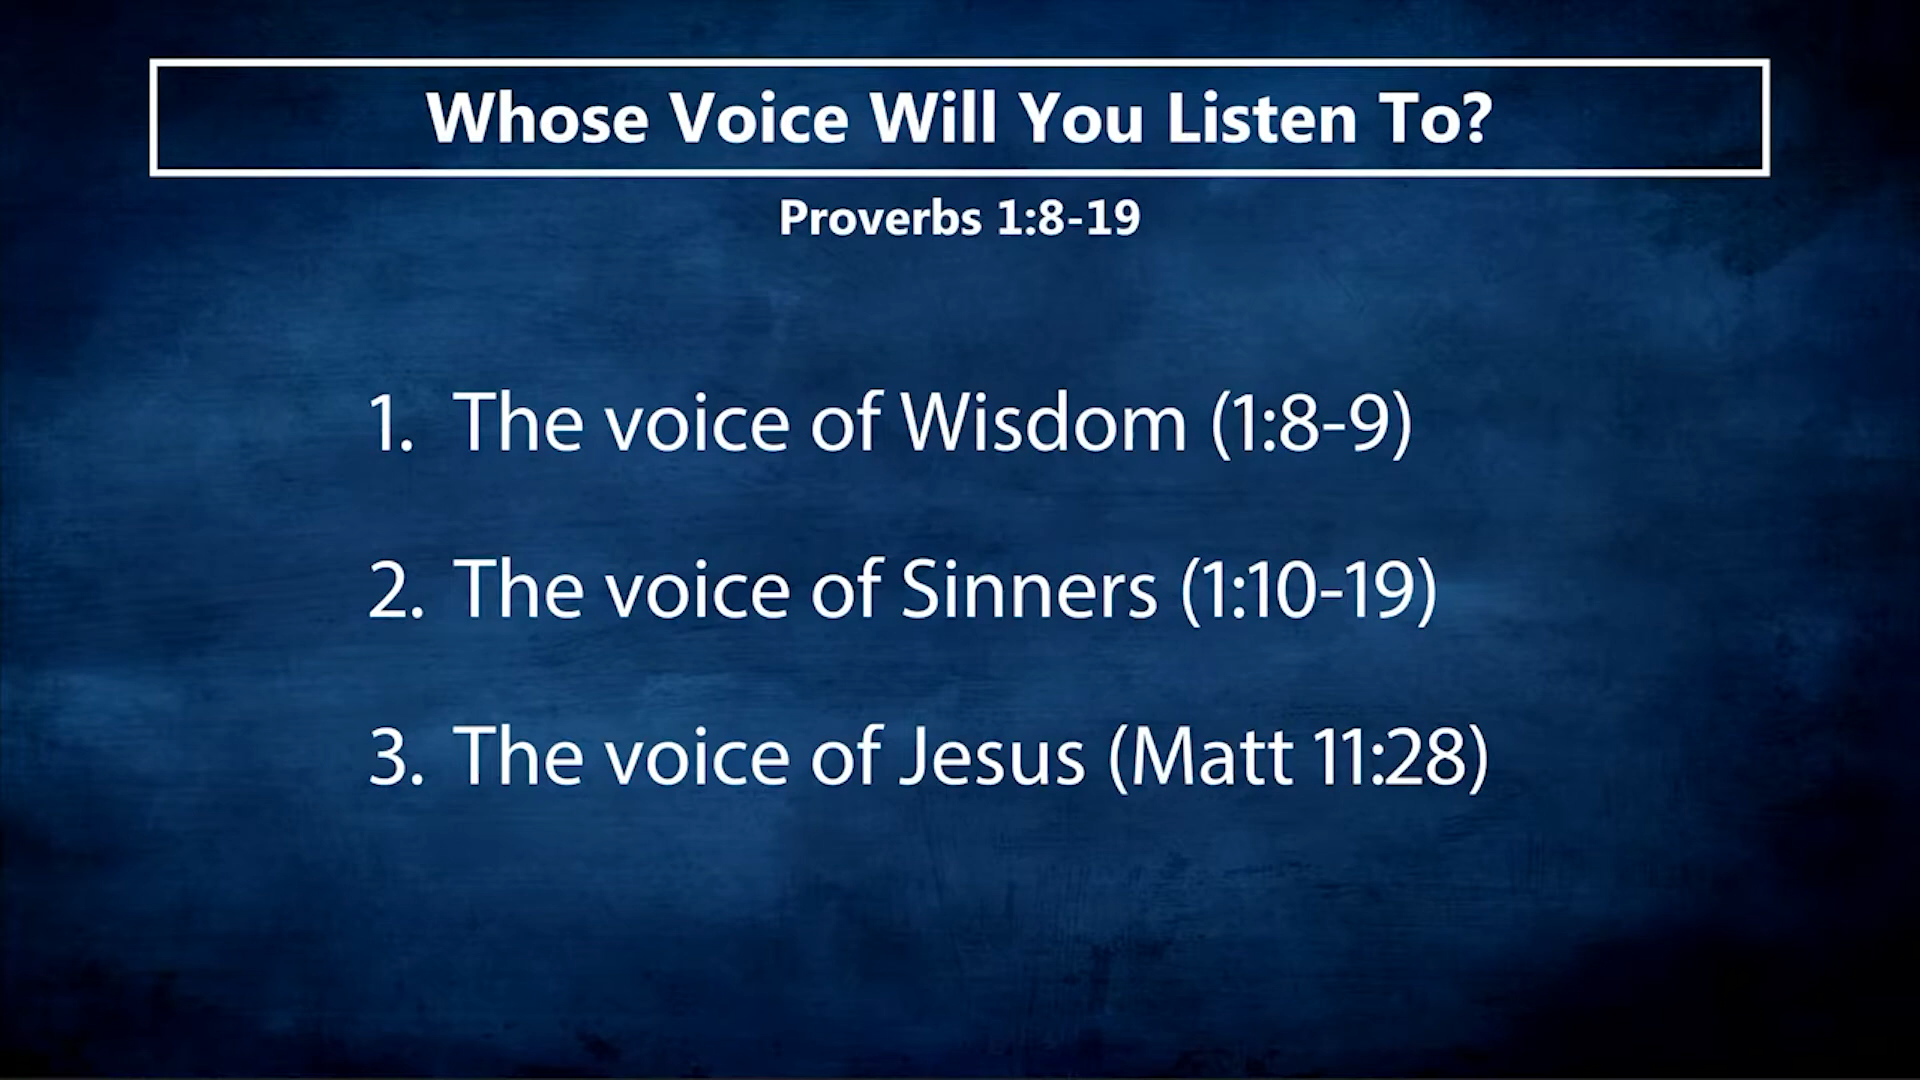 Whose Voice Will You Listen To?
Proverbs 1:8-19
1. The voice of Wisdom (1:8-9)
2. The voice of Sinners (1:10-19)
3. The voice of Jesus (Matt 11:28)